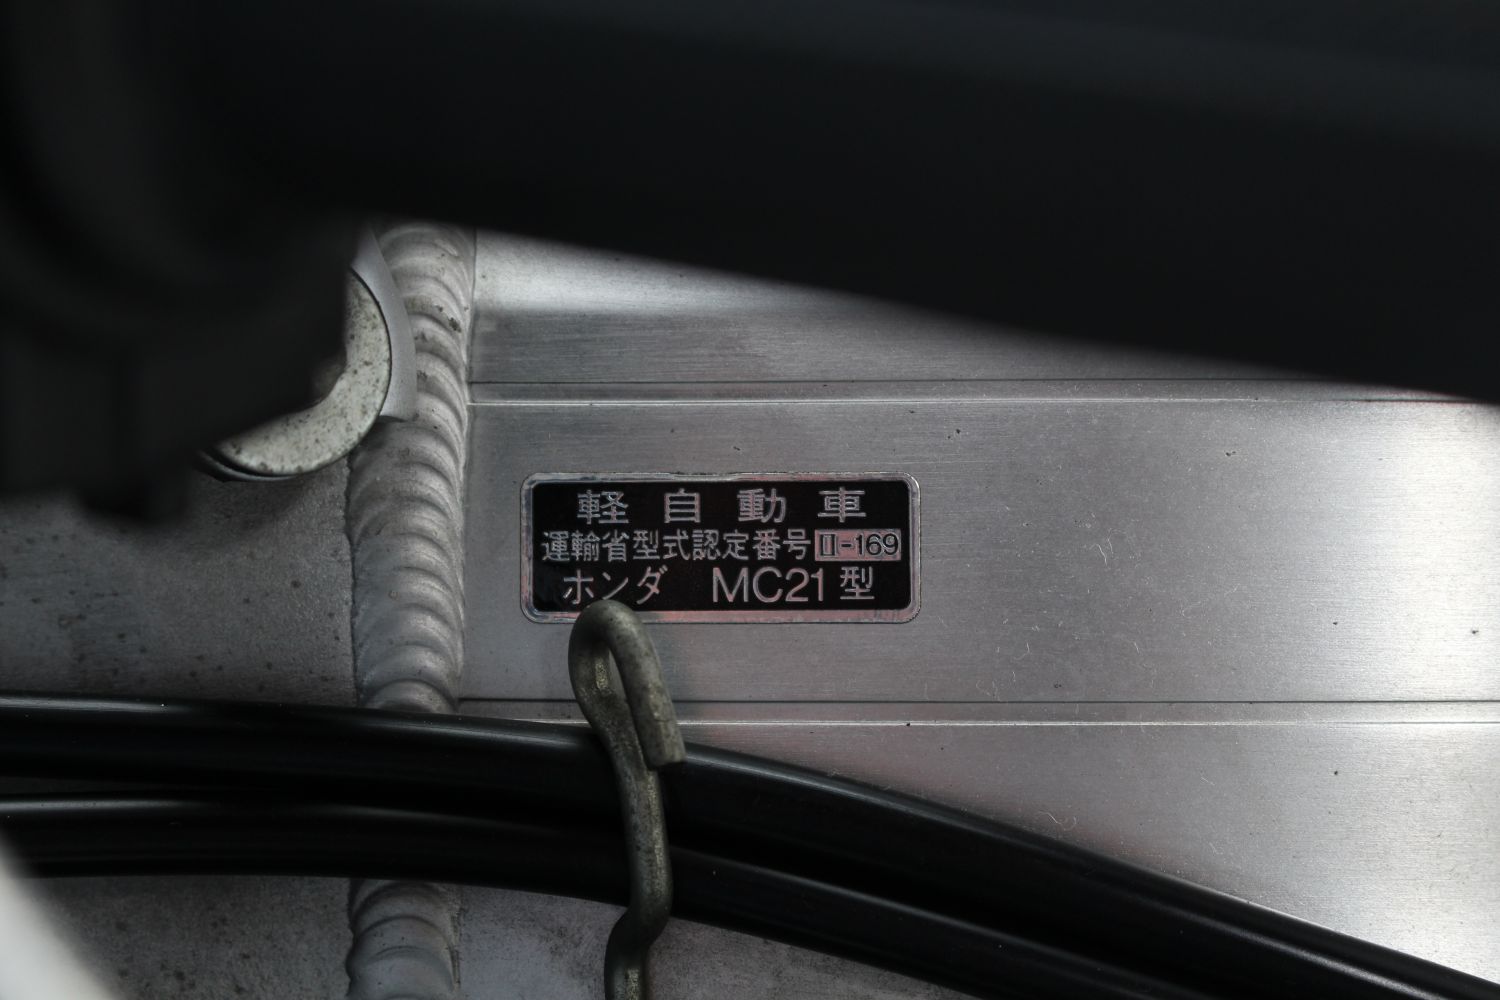 軽自動車
運輸省型式認定番号 II-169
ホンダ MC21型